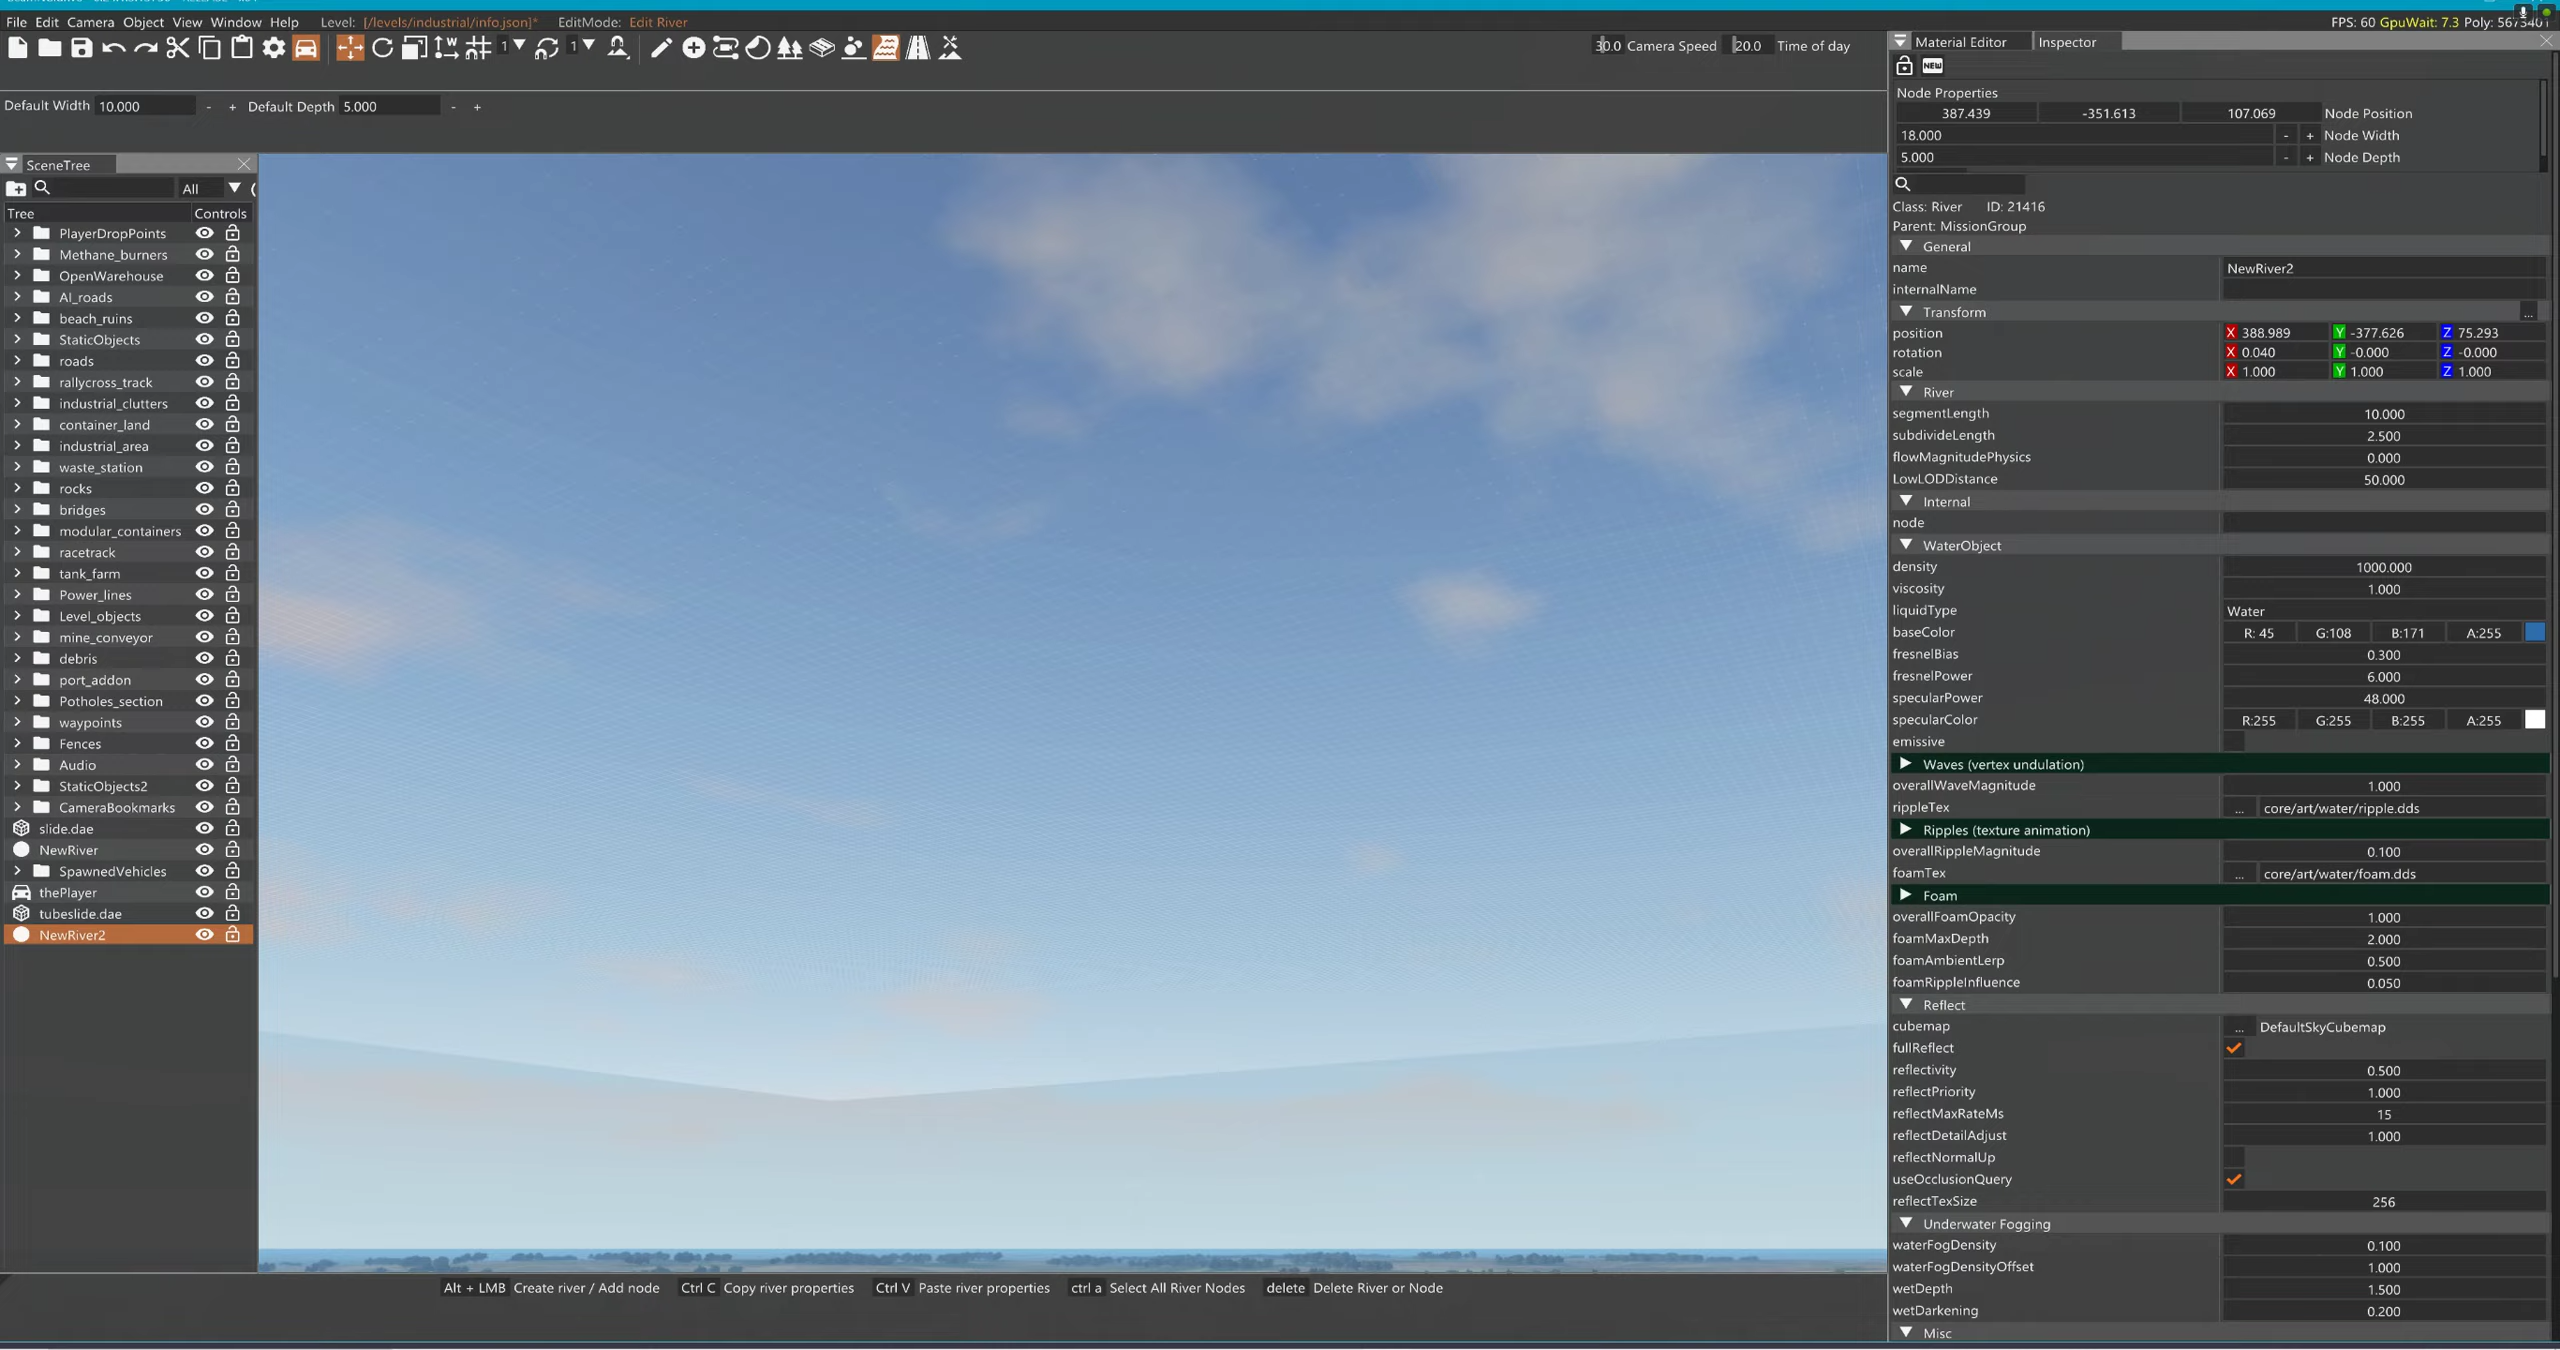 File Edit Camera Object View Window Help Level: [/levels/industrial/info.json]* EditMode: Edit River
FPS: 60 GpuWait: 7.3 Poly:
1 1 30.0 Camera Speed 20.0 Time of day
Default Width 10.000 - + Default Depth 5.000 - +
SceneTree
All
Tree Controls
PlayerDropPoints
Methane_burners
OpenWarehouse
AI_roads
beach_ruins
StaticObjects
roads
rallycross_track
industrial_clutters
container_land
industrial_area
waste_station
rocks
bridges
modular_containers
racetrack
tank_farm
Power_lines
Level_objects
mine_conveyor
debris
port_addon
Potholes_section
waypoints
Fences
Audio
StaticObjects2
CameraBookmarks
slide.dae
NewRiver
SpawnedVehicles
thePlayer
tubeslide.dae
NewRiver2
Alt + LMB Create river / Add node Ctrl C Copy river properties Ctrl V Paste river properties ctrl a Select All River Nodes delete Delete River or Node
Material Editor Inspector
NEW
Node Properties
387.439 -351.613 107.069 Node Position
18.000 - + Node Width
5.000 - + Node Depth
Class: River ID: 21416
Parent: MissionGroup
General
name NewRiver2
internalName
Transform ...
position X 388.989 Y -377.626 Z 75.293
rotation X 0.040 Y -0.000 Z -0.000
scale X 1.000 Y 1.000 Z 1.000
River
segmentLength 10.000
subdivideLength 2.500
flowMagnitudePhysics 0.000
LowLODDistance 50.000
Internal
node
WaterObject
density 1000.000
viscosity 1.000
liquidType Water
baseColor R: 45 G:108 B:171 A:255
fresnelBias 0.300
fresnelPower 6.000
specularPower 48.000
specularColor R:255 G:255 B:255 A:255
emissive
Waves (vertex undulation)
overallWaveMagnitude 1.000
rippleTex ... core/art/water/ripple.dds
Ripples (texture animation)
overallRippleMagnitude 0.100
foamTex ... core/art/water/foam.dds
Foam
overallFoamOpacity 1.000
foamMaxDepth 2.000
foamAmbientLerp 0.500
foamRippleInfluence 0.050
Reflect
cubemap ... DefaultSkyCubemap
fullReflect
reflectivity 0.500
reflectPriority 1.000
reflectMaxRateMs 15
reflectDetailAdjust 1.000
reflectNormalUp
useOcclusionQuery
reflectTexSize 256
Underwater Fogging
waterFogDensity 0.100
waterFogDensityOffset 1.000
wetDepth 1.500
wetDarkening 0.200
Misc